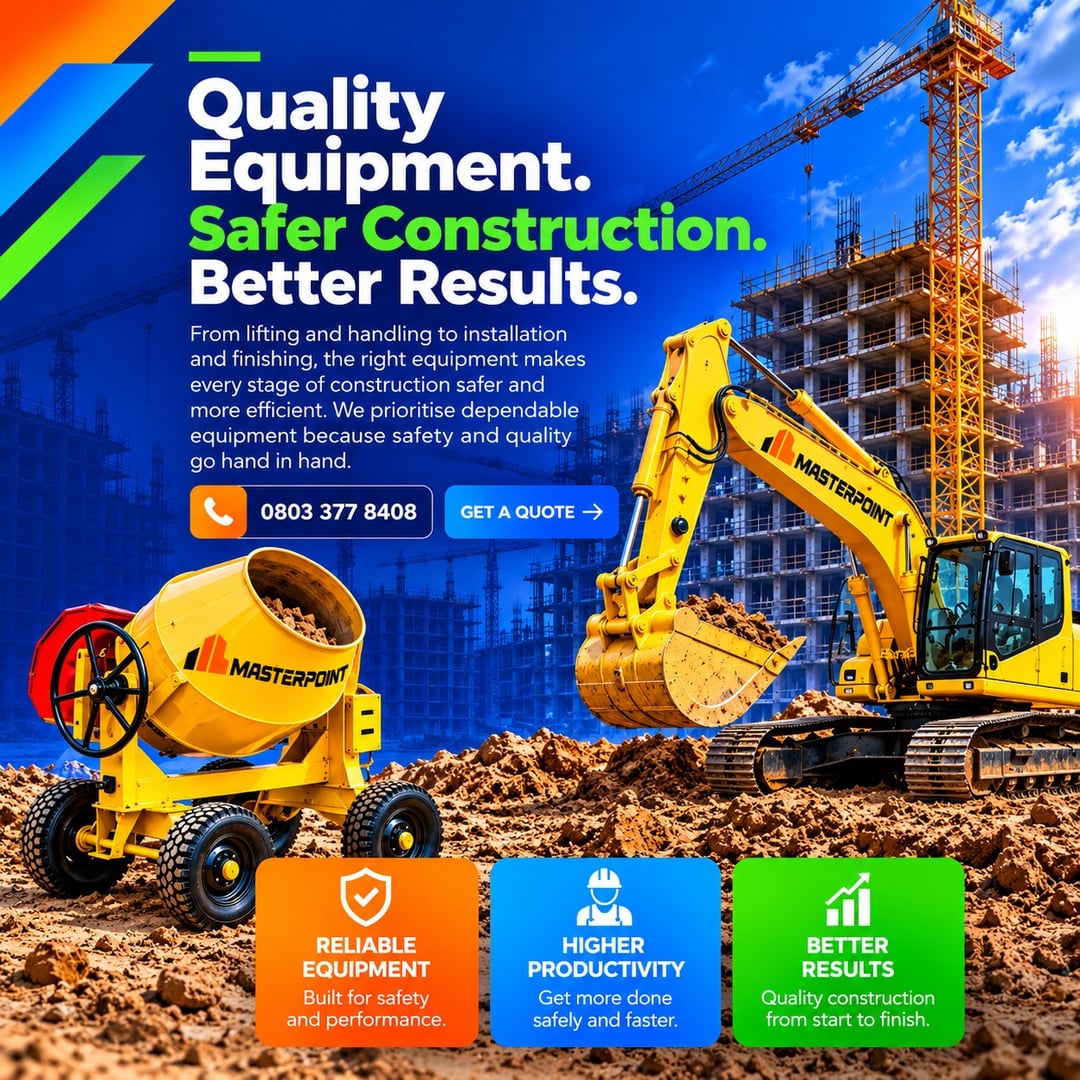 Quality
Equipment.
Safer Construction.
Better Results.
From lifting and handling to installation
and finishing, the right equipment makes
every stage of construction safer and
more efficient. We prioritise dependable
equipment because safety and quality
go hand in hand.
0803 377 8408
GET A QUOTE
MASTERPOINT
MASTERPOINT
RELIABLE
EQUIPMENT
Built for safety
and performance.
HIGHER
PRODUCTIVITY
Get more done
safely and faster.
BETTER
RESULTS
Quality construction
from start to finish.